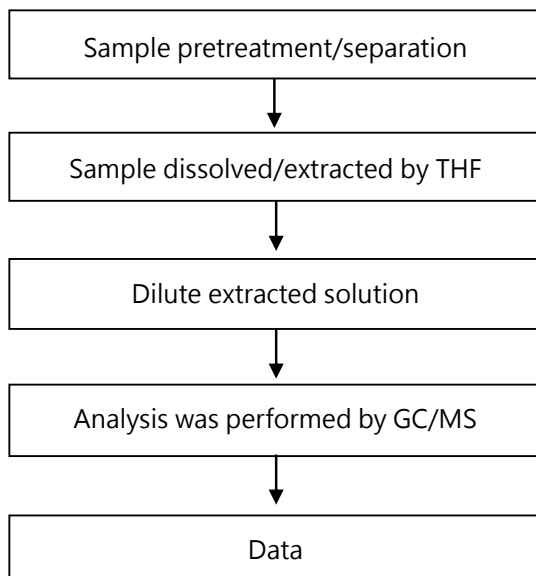 Sample pretreatment/separation
Sample dissolved/extracted by THF
Dilute extracted solution
Analysis was performed by GC/MS
Data